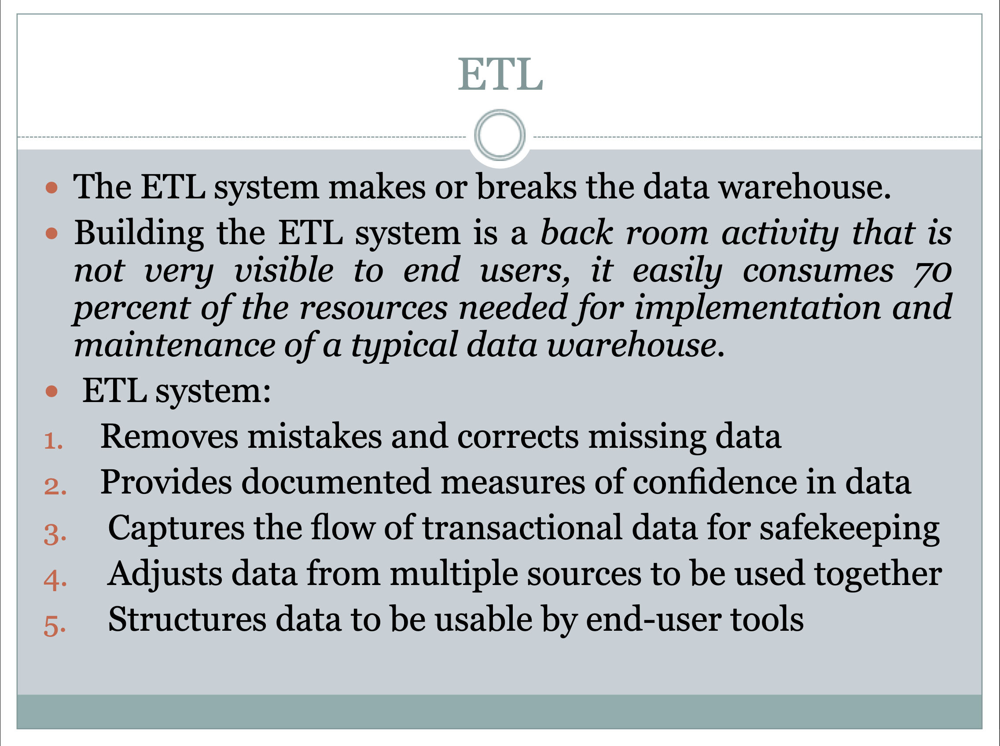 ETL
• The ETL system makes or breaks the data warehouse.
• Building the ETL system is a back room activity that is
not very visible to end users, it easily consumes 70
percent of the resources needed for implementation and
maintenance of a typical data warehouse.
• ETL system:
1. Removes mistakes and corrects missing data
2. Provides documented measures of confidence in data
3. Captures the flow of transactional data for safekeeping
4. Adjusts data from multiple sources to be used together
5. Structures data to be usable by end-user tools